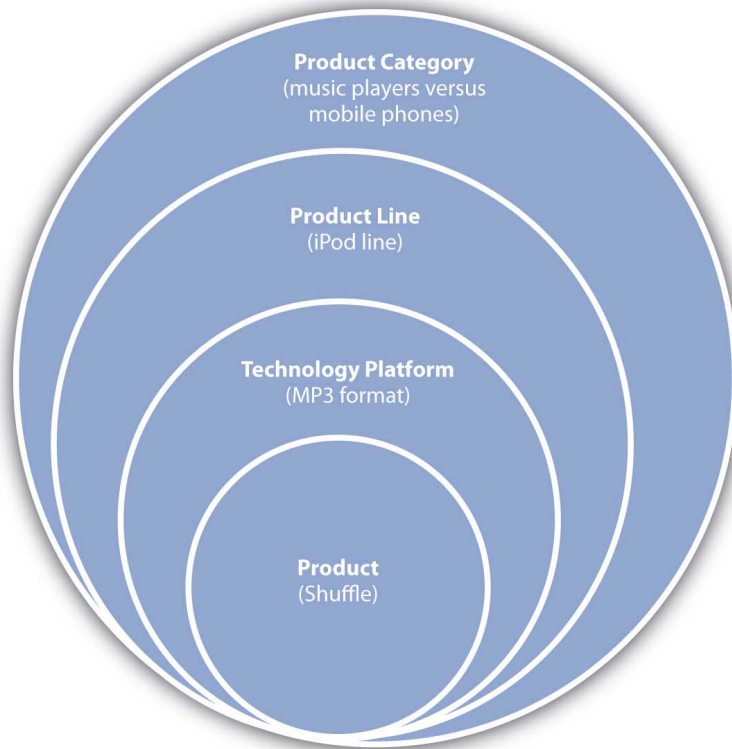 Product Category
(music players versus
mobile phones)
Product Line
(iPod line)
Technology Platform
(MP3 format)
Product
(Shuffle)